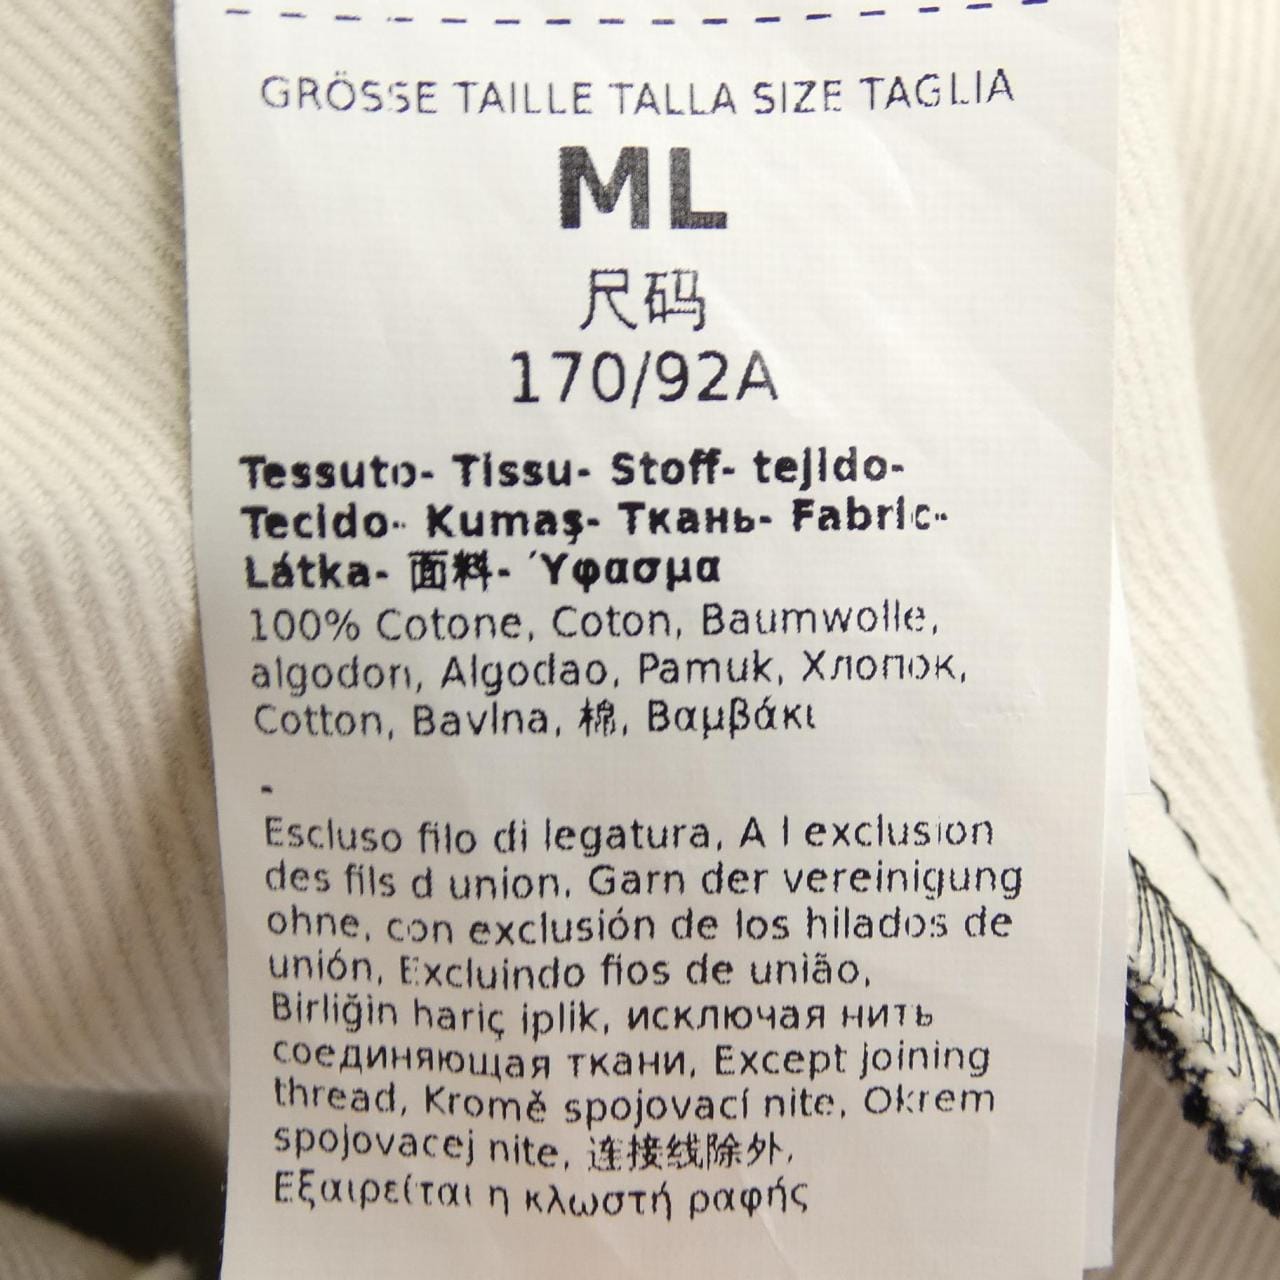 GRÖSSE TAILLE TALLA SIZE TAGLIA
ML
尺码
170/92A
Tessuto- Tissu- Stoff- tejido-
Tecido- Kumaş- Ткань- Fabric-
Látka- 面料- Ύφασμα
100% Cotone, Coton, Baumwolle,
algodon, Algodao, Pamuk, Хлопок,
Cotton, Bavlna, 棉, Βαμβάκι
-
Escluso filo di legatura, A l exclusion
des fils d union, Garn der vereinigung
ohne, con exclusión de los hilados de
unión, Excluindo fios de união,
Birliğin hariç iplik, исключая нить
соединяющая ткани, Except joining
thread, Kromě spojovací nite, Okrem
spojovacej nite, 连接线除外,
Εξαιρείται η κλωστή ραφής